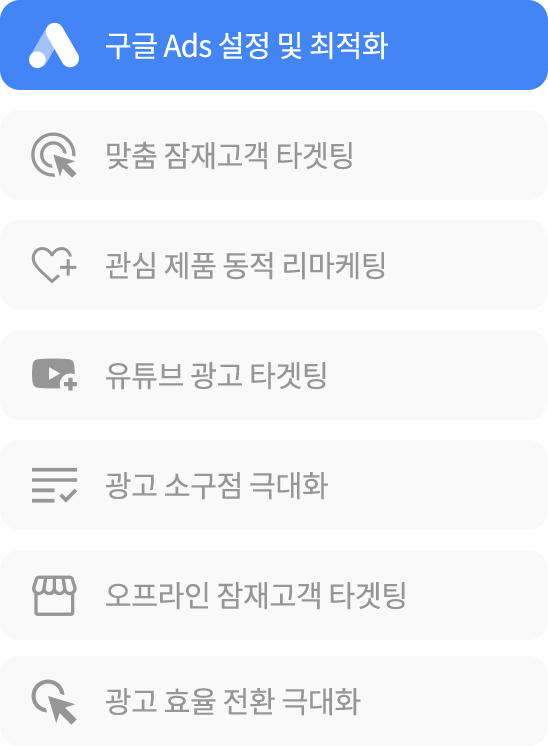 구글 Ads 설정 및 최적화
맞춤 잠재고객 타겟팅
관심 제품 동적 리마케팅
유튜브 광고 타겟팅
광고 소구점 극대화
오프라인 잠재고객 타겟팅
광고 효율 전환 극대화